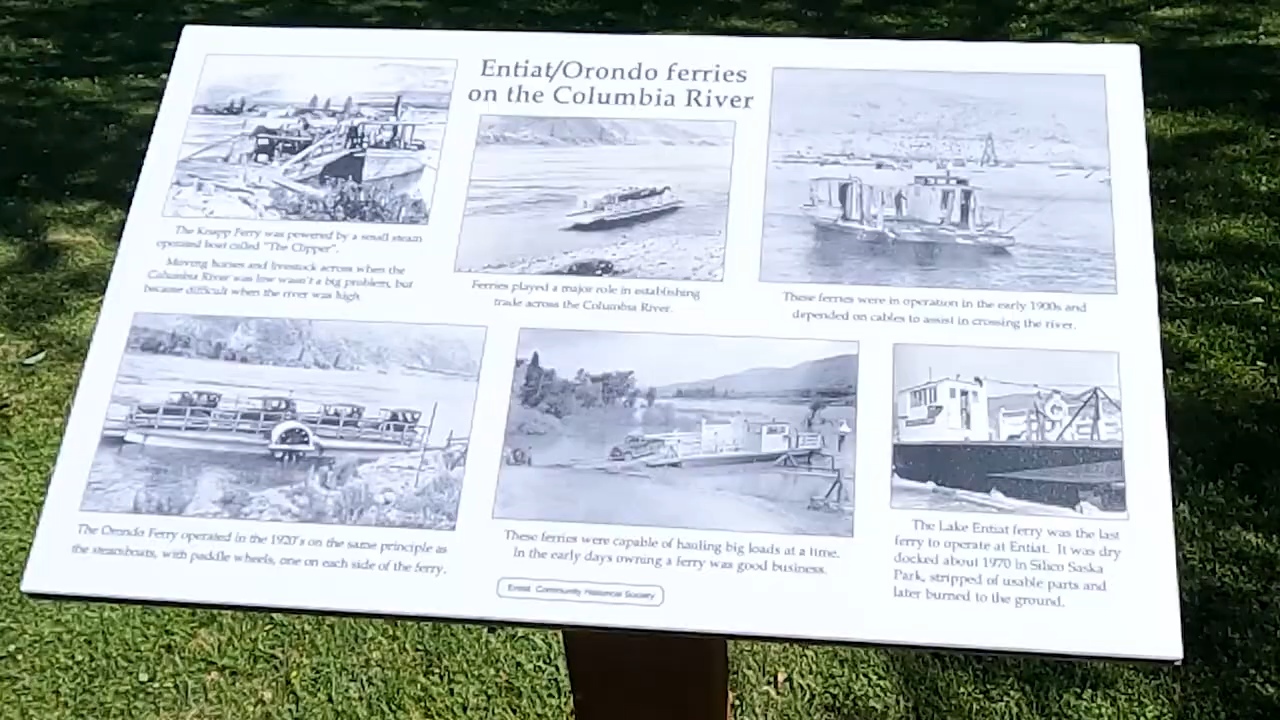 Entiat/Orondo ferries
on the Columbia River
The Knapp Ferry was powered by a small steam
operated boat called "The Clipper".
Moving horses and livestock across when the
Columbia River was low wasn't a big problem, but
became difficult when the river was high.
Ferries played a major role in establishing
trade across the Columbia River.
These ferries were in operation in the early 1900s and
depended on cables to assist in crossing the river.
The Orondo Ferry operated in the 1920's on the same principle as
the steamboats, with paddle wheels, one on each side of the ferry.
These ferries were capable of hauling big loads at a time.
In the early days owning a ferry was good business.
The Lake Entiat ferry was the last
ferry to operate at Entiat. It was dry
docked about 1970 in Silico Saska
Park, stripped of usable parts and
later burned to the ground.
Entiat Community Historical Society